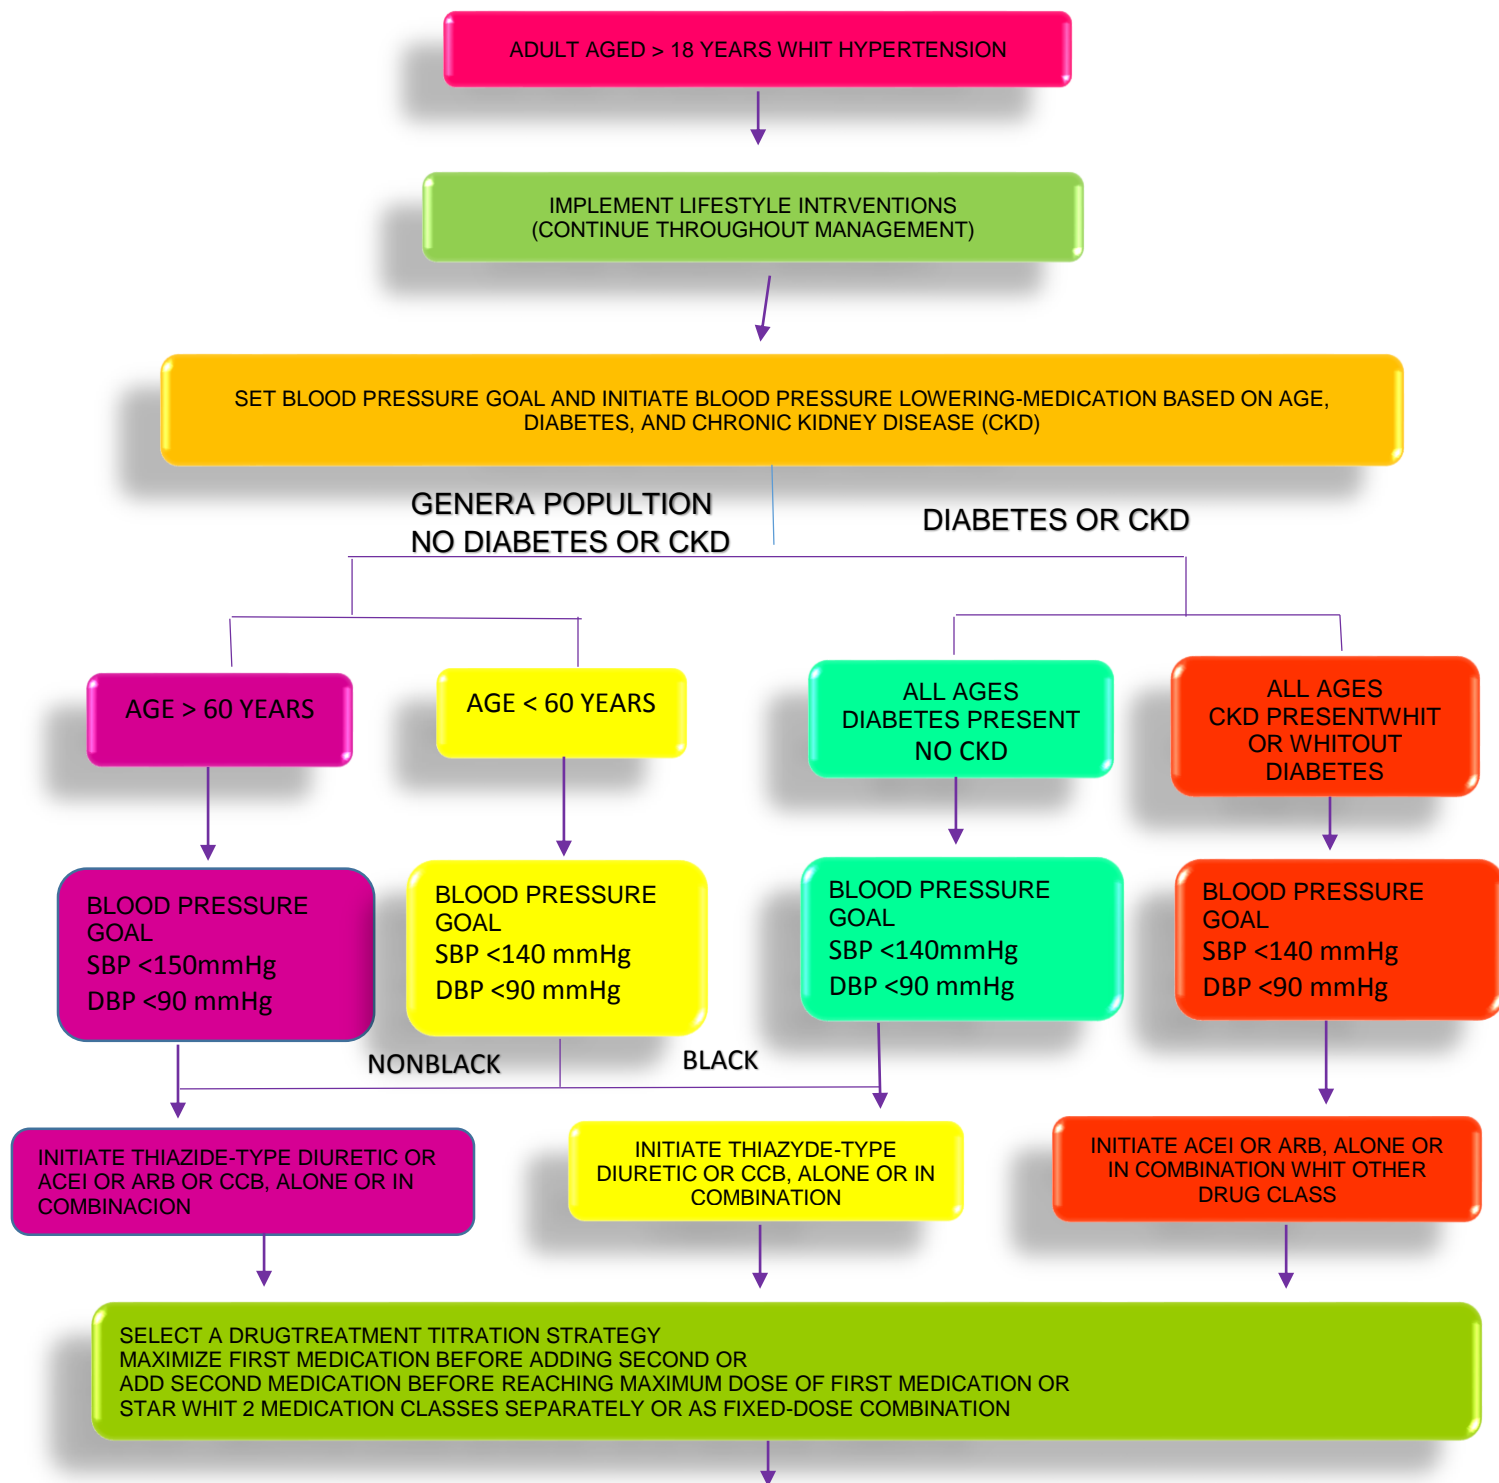 ADULT AGED > 18 YEARS WHIT HYPERTENSION
IMPLEMENT LIFESTYLE INTRVENTIONS
(CONTINUE THROUGHOUT MANAGEMENT)
SET BLOOD PRESSURE GOAL AND INITIATE BLOOD PRESSURE LOWERING-MEDICATION BASED ON AGE,
DIABETES, AND CHRONIC KIDNEY DISEASE (CKD)
GENERA POPULTION
NO DIABETES OR CKD
DIABETES OR CKD
AGE > 60 YEARS
AGE < 60 YEARS
ALL AGES
DIABETES PRESENT
NO CKD
ALL AGES
CKD PRESENTWHIT
OR WHITOUT
DIABETES
BLOOD PRESSURE
GOAL
SBP <150mmHg
DBP <90 mmHg
BLOOD PRESSURE
GOAL
SBP <140 mmHg
DBP <90 mmHg
BLOOD PRESSURE
GOAL
SBP <140mmHg
DBP <90 mmHg
BLOOD PRESSURE
GOAL
SBP <140 mmHg
DBP <90 mmHg
NONBLACK
BLACK
INITIATE THIAZIDE-TYPE DIURETIC OR
ACEI OR ARB OR CCB, ALONE OR IN
COMBINACION
INITIATE THIAZYDE-TYPE
DIURETIC OR CCB, ALONE OR IN
COMBINATION
INITIATE ACEI OR ARB, ALONE OR
IN COMBINATION WHIT OTHER
DRUG CLASS
SELECT A DRUGTREATMENT TITRATION STRATEGY
MAXIMIZE FIRST MEDICATION BEFORE ADDING SECOND OR
ADD SECOND MEDICATION BEFORE REACHING MAXIMUM DOSE OF FIRST MEDICATION OR
STAR WHIT 2 MEDICATION CLASSES SEPARATELY OR AS FIXED-DOSE COMBINATION